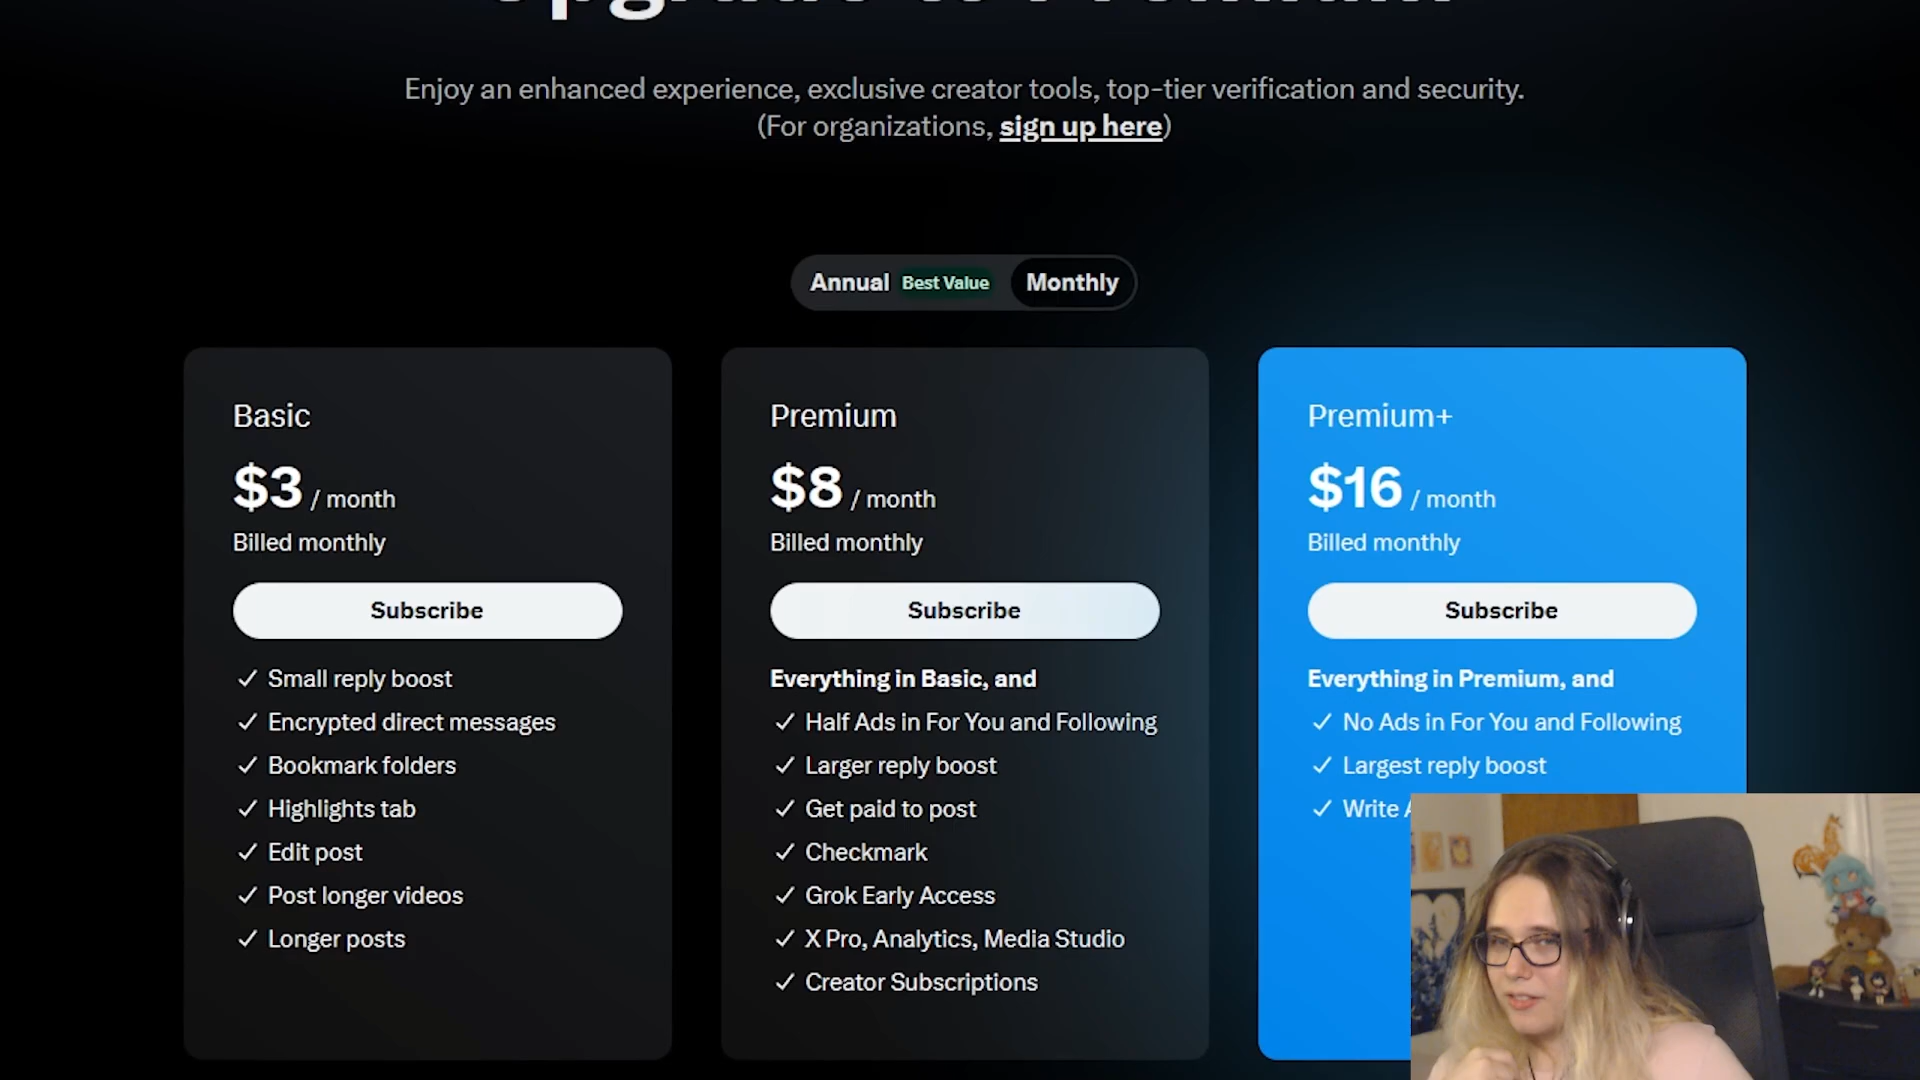 Upgrade to Premium
Enjoy an enhanced experience, exclusive creator tools, top-tier verification and security.
(For organizations, sign up here)
Annual Best Value Monthly
Basic
$3 / month
Billed monthly
Subscribe
✓ Small reply boost
✓ Encrypted direct messages
✓ Bookmark folders
✓ Highlights tab
✓ Edit post
✓ Post longer videos
✓ Longer posts
Premium
$8 / month
Billed monthly
Subscribe
Everything in Basic, and
✓ Half Ads in For You and Following
✓ Larger reply boost
✓ Get paid to post
✓ Checkmark
✓ Grok Early Access
✓ X Pro, Analytics, Media Studio
✓ Creator Subscriptions
Premium+
$16 / month
Billed monthly
Subscribe
Everything in Premium, and
✓ No Ads in For You and Following
✓ Largest reply boost
✓ Write